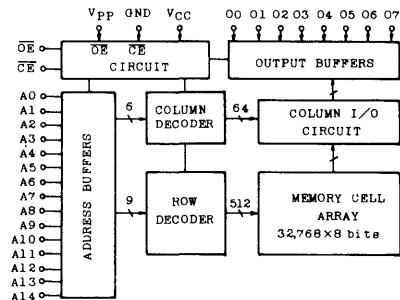 VPP GND VCC O0 O1 O2 O3 O4 O5 O6 O7
OE
CE
OE CE
CIRCUIT
OUTPUT BUFFERS
A0
A1
A2
A3
A4
A5
A6
A7
A8
A9
A10
A11
A12
A13
A14
ADDRESS BUFFERS
6
COLUMN
DECODER
64
COLUMN I/O
CIRCUIT
9
ROW
DECODER
512
MEMORY CELL
ARRAY
32,768×8 bits